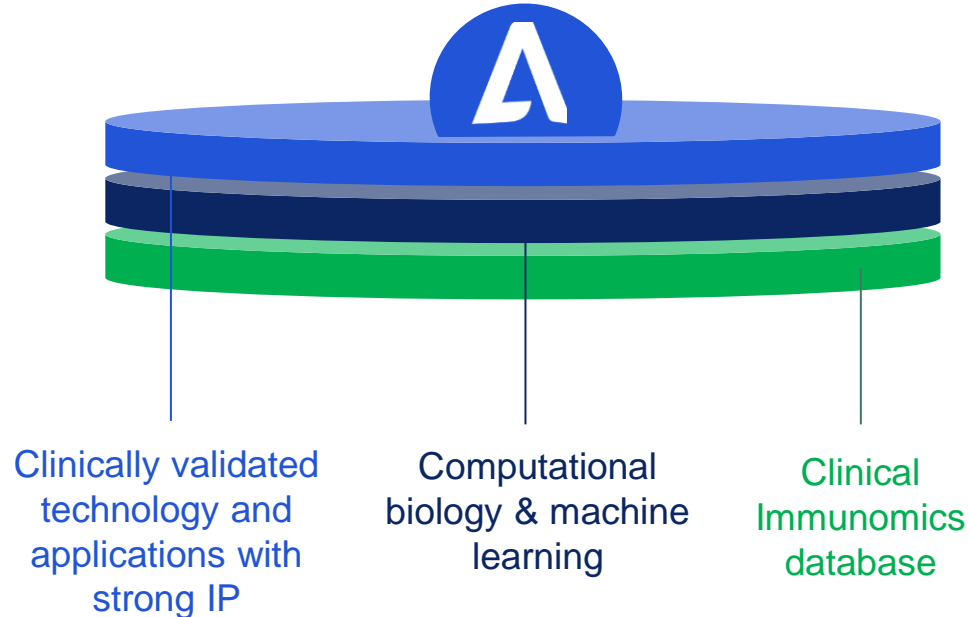 Clinically validated
technology and
applications with
strong IP
Computational
biology & machine
learning
Clinical
Immunomics
database